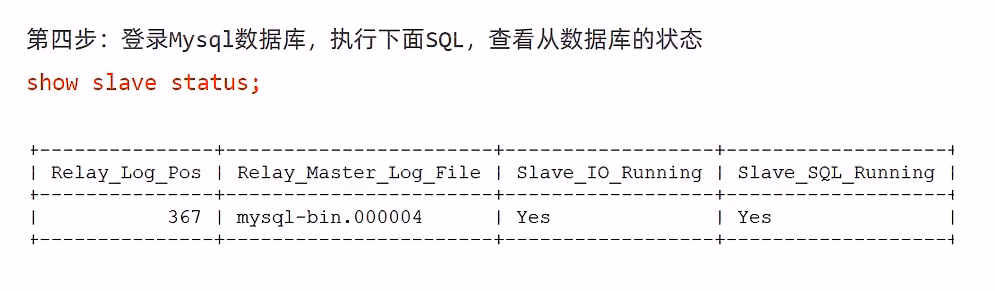 第四步：登录Mysql数据库，执行下面SQL，查看从数据库的状态
show slave status;
+---------------+-----------------------+------------------+-------------------+
| Relay_Log_Pos | Relay_Master_Log_File | Slave_IO_Running | Slave_SQL_Running |
+---------------+-----------------------+------------------+-------------------+
| 367 | mysql-bin.000004 | Yes | Yes |
+---------------+-----------------------+------------------+-------------------+